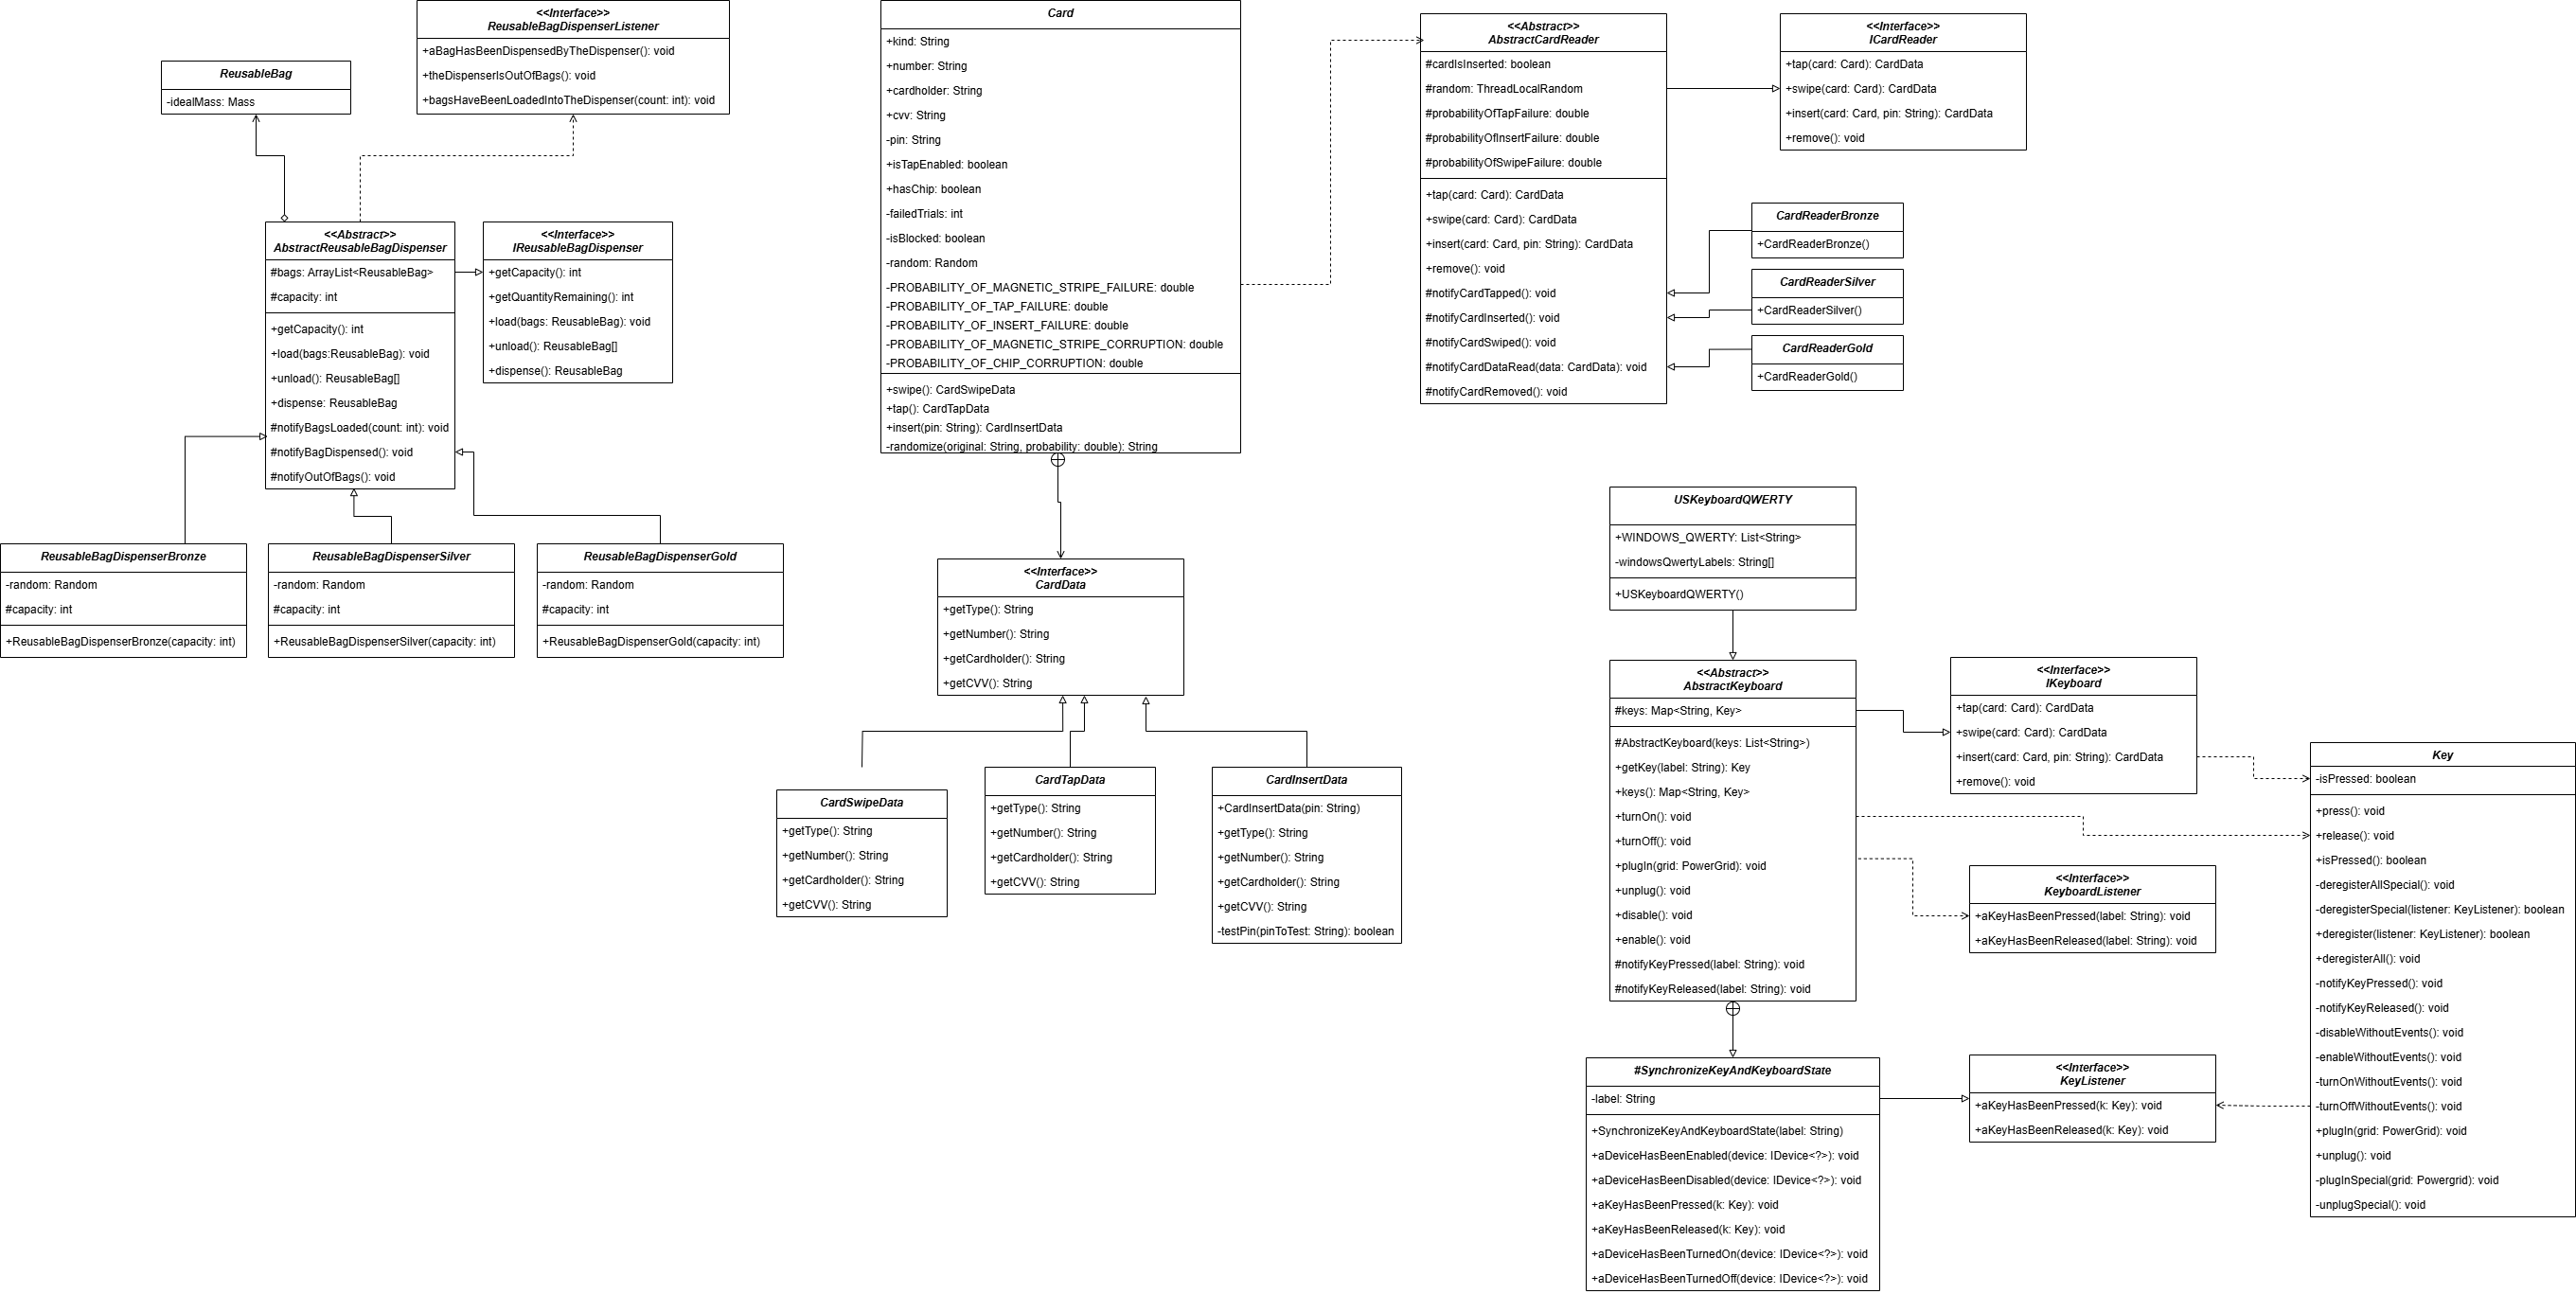 <<Interface>>
ReusableBagDispenserListener
+aBagHasBeenDispensedByTheDispenser(): void
+theDispenserIsOutOfBags(): void
+bagsHaveBeenLoadedIntoTheDispenser(count: int): void
ReusableBag
-idealMass: Mass
<<Abstract>>
AbstractReusableBagDispenser
#bags: ArrayList<ReusableBag>
#capacity: int
+getCapacity(): int
+load(bags:ReusableBag): void
+unload(): ReusableBag[]
+dispense: ReusableBag
#notifyBagsLoaded(count: int): void
#notifyBagDispensed(): void
#notifyOutOfBags(): void
<<Interface>>
IReusableBagDispenser
+getCapacity(): int
+getQuantityRemaining(): int
+load(bags: ReusableBag): void
+unload(): ReusableBag[]
+dispense(): ReusableBag
ReusableBagDispenserBronze
-random: Random
#capacity: int
+ReusableBagDispenserBronze(capacity: int)
ReusableBagDispenserSilver
-random: Random
#capacity: int
+ReusableBagDispenserSilver(capacity: int)
ReusableBagDispenserGold
-random: Random
#capacity: int
+ReusableBagDispenserGold(capacity: int)
Card
+kind: String
+number: String
+cardholder: String
+cvv: String
-pin: String
+isTapEnabled: boolean
+hasChip: boolean
-failedTrials: int
-isBlocked: boolean
-random: Random
-PROBABILITY_OF_MAGNETIC_STRIPE_FAILURE: double
-PROBABILITY_OF_TAP_FAILURE: double
-PROBABILITY_OF_INSERT_FAILURE: double
-PROBABILITY_OF_MAGNETIC_STRIPE_CORRUPTION: double
-PROBABILITY_OF_CHIP_CORRUPTION: double
+swipe(): CardSwipeData
+tap(): CardTapData
+insert(pin: String): CardInsertData
-randomize(original: String, probability: double): String
<<Interface>>
CardData
+getType(): String
+getNumber(): String
+getCardholder(): String
+getCVV(): String
CardSwipeData
+getType(): String
+getNumber(): String
+getCardholder(): String
+getCVV(): String
CardTapData
+getType(): String
+getNumber(): String
+getCardholder(): String
+getCVV(): String
CardInsertData
+CardInsertData(pin: String)
+getType(): String
+getNumber(): String
+getCardholder(): String
+getCVV(): String
-testPin(pinToTest: String): boolean
<<Abstract>>
AbstractCardReader
#cardIsInserted: boolean
#random: ThreadLocalRandom
#probabilityOfTapFailure: double
#probabilityOfInsertFailure: double
#probabilityOfSwipeFailure: double
+tap(card: Card): CardData
+swipe(card: Card): CardData
+insert(card: Card, pin: String): CardData
+remove(): void
#notifyCardTapped(): void
#notifyCardInserted(): void
#notifyCardSwiped(): void
#notifyCardDataRead(data: CardData): void
#notifyCardRemoved(): void
<<Interface>>
ICardReader
+tap(card: Card): CardData
+swipe(card: Card): CardData
+insert(card: Card, pin: String): CardData
+remove(): void
CardReaderBronze
+CardReaderBronze()
CardReaderSilver
+CardReaderSilver()
CardReaderGold
+CardReaderGold()
USKeyboardQWERTY
+WINDOWS_QWERTY: List<String>
-windowsQwertyLabels: String[]
+USKeyboardQWERTY()
<<Abstract>>
AbstractKeyboard
#keys: Map<String, Key>
#AbstractKeyboard(keys: List<String>)
+getKey(label: String): Key
+keys(): Map<String, Key>
+turnOn(): void
+turnOff(): void
+plugIn(grid: PowerGrid): void
+unplug(): void
+disable(): void
+enable(): void
#notifyKeyPressed(label: String): void
#notifyKeyReleased(label: String): void
<<Interface>>
IKeyboard
+tap(card: Card): CardData
+swipe(card: Card): CardData
+insert(card: Card, pin: String): CardData
+remove(): void
<<Interface>>
KeyboardListener
+aKeyHasBeenPressed(label: String): void
+aKeyHasBeenReleased(label: String): void
#SynchronizeKeyAndKeyboardState
-label: String
+SynchronizeKeyAndKeyboardState(label: String)
+aDeviceHasBeenEnabled(device: IDevice<?>): void
+aDeviceHasBeenDisabled(device: IDevice<?>): void
+aKeyHasBeenPressed(k: Key): void
+aKeyHasBeenReleased(k: Key): void
+aDeviceHasBeenTurnedOn(device: IDevice<?>): void
+aDeviceHasBeenTurnedOff(device: IDevice<?>): void
<<Interface>>
KeyListener
+aKeyHasBeenPressed(k: Key): void
+aKeyHasBeenReleased(k: Key): void
Key
-isPressed: boolean
+press(): void
+release(): void
+isPressed(): boolean
-deregisterAllSpecial(): void
-deregisterSpecial(listener: KeyListener): boolean
+deregister(listener: KeyListener): boolean
+deregisterAll(): void
-notifyKeyPressed(): void
-notifyKeyReleased(): void
-disableWithoutEvents(): void
-enableWithoutEvents(): void
-turnOnWithoutEvents(): void
-turnOffWithoutEvents(): void
+plugIn(grid: PowerGrid): void
+unplug(): void
-plugInSpecial(grid: Powergrid): void
-unplugSpecial(): void